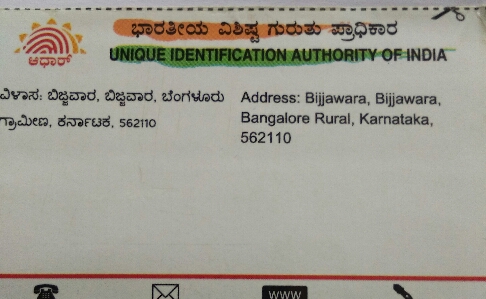 ಭಾರತೀಯ ವಿಶಿಷ್ಟ ಗುರುತು ಪ್ರಾಧಿಕಾರ
UNIQUE IDENTIFICATION AUTHORITY OF INDIA
ಆಧಾರ್
ವಿಳಾಸ: ಬಿಜ್ಜವಾರ, ಬಿಜ್ಜವಾರ, ಬೆಂಗಳೂರು
ಗ್ರಾಮೀಣ, ಕರ್ನಾಟಕ, 562110
Address: Bijjawara, Bijjawara,
Bangalore Rural, Karnataka,
562110
www